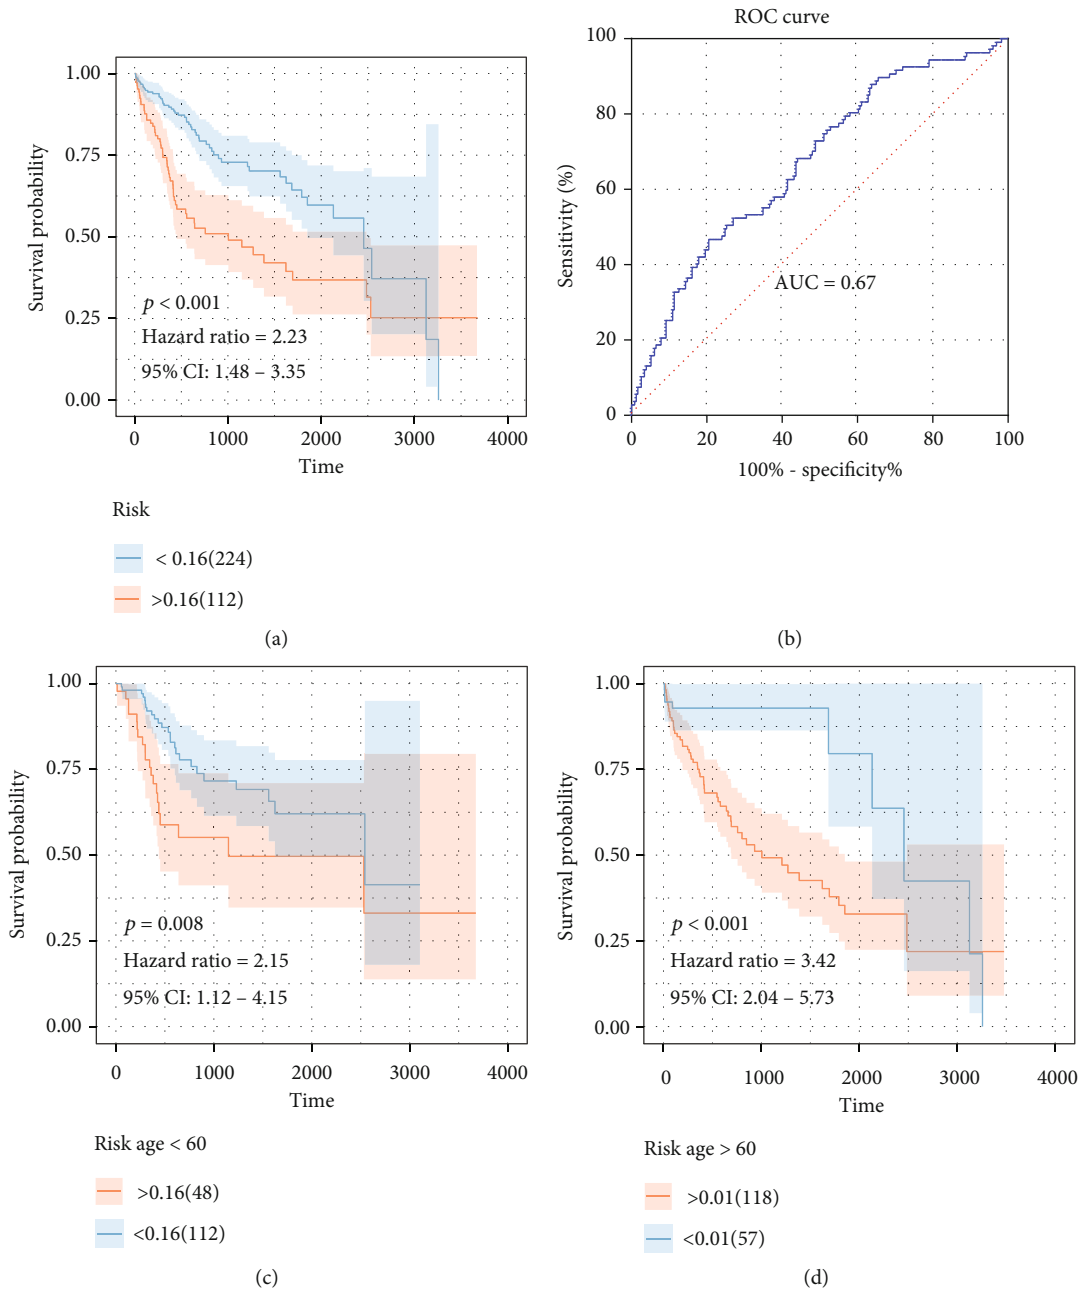 1.00
0.75
0.50
0.25
0.00
Survival probability
p < 0.001
Hazard ratio = 2.23
95% CI: 1.48 – 3.35
0 1000 2000 3000 4000
Time
Risk
< 0.16(224)
>0.16(112)
(a)
ROC curve
100
80
60
40
20
0
Sensitivity (%)
AUC = 0.67
0 20 40 60 80 100
100% - specificity%
(b)
1.00
0.75
0.50
0.25
0.00
Survival probability
p = 0.008
Hazard ratio = 2.15
95% CI: 1.12 – 4.15
0 1000 2000 3000 4000
Time
Risk age < 60
>0.16(48)
<0.16(112)
(c)
1.00
0.75
0.50
0.25
0.00
Survival probability
p < 0.001
Hazard ratio = 3.42
95% CI: 2.04 – 5.73
0 1000 2000 3000 4000
Time
Risk age > 60
>0.01(118)
<0.01(57)
(d)